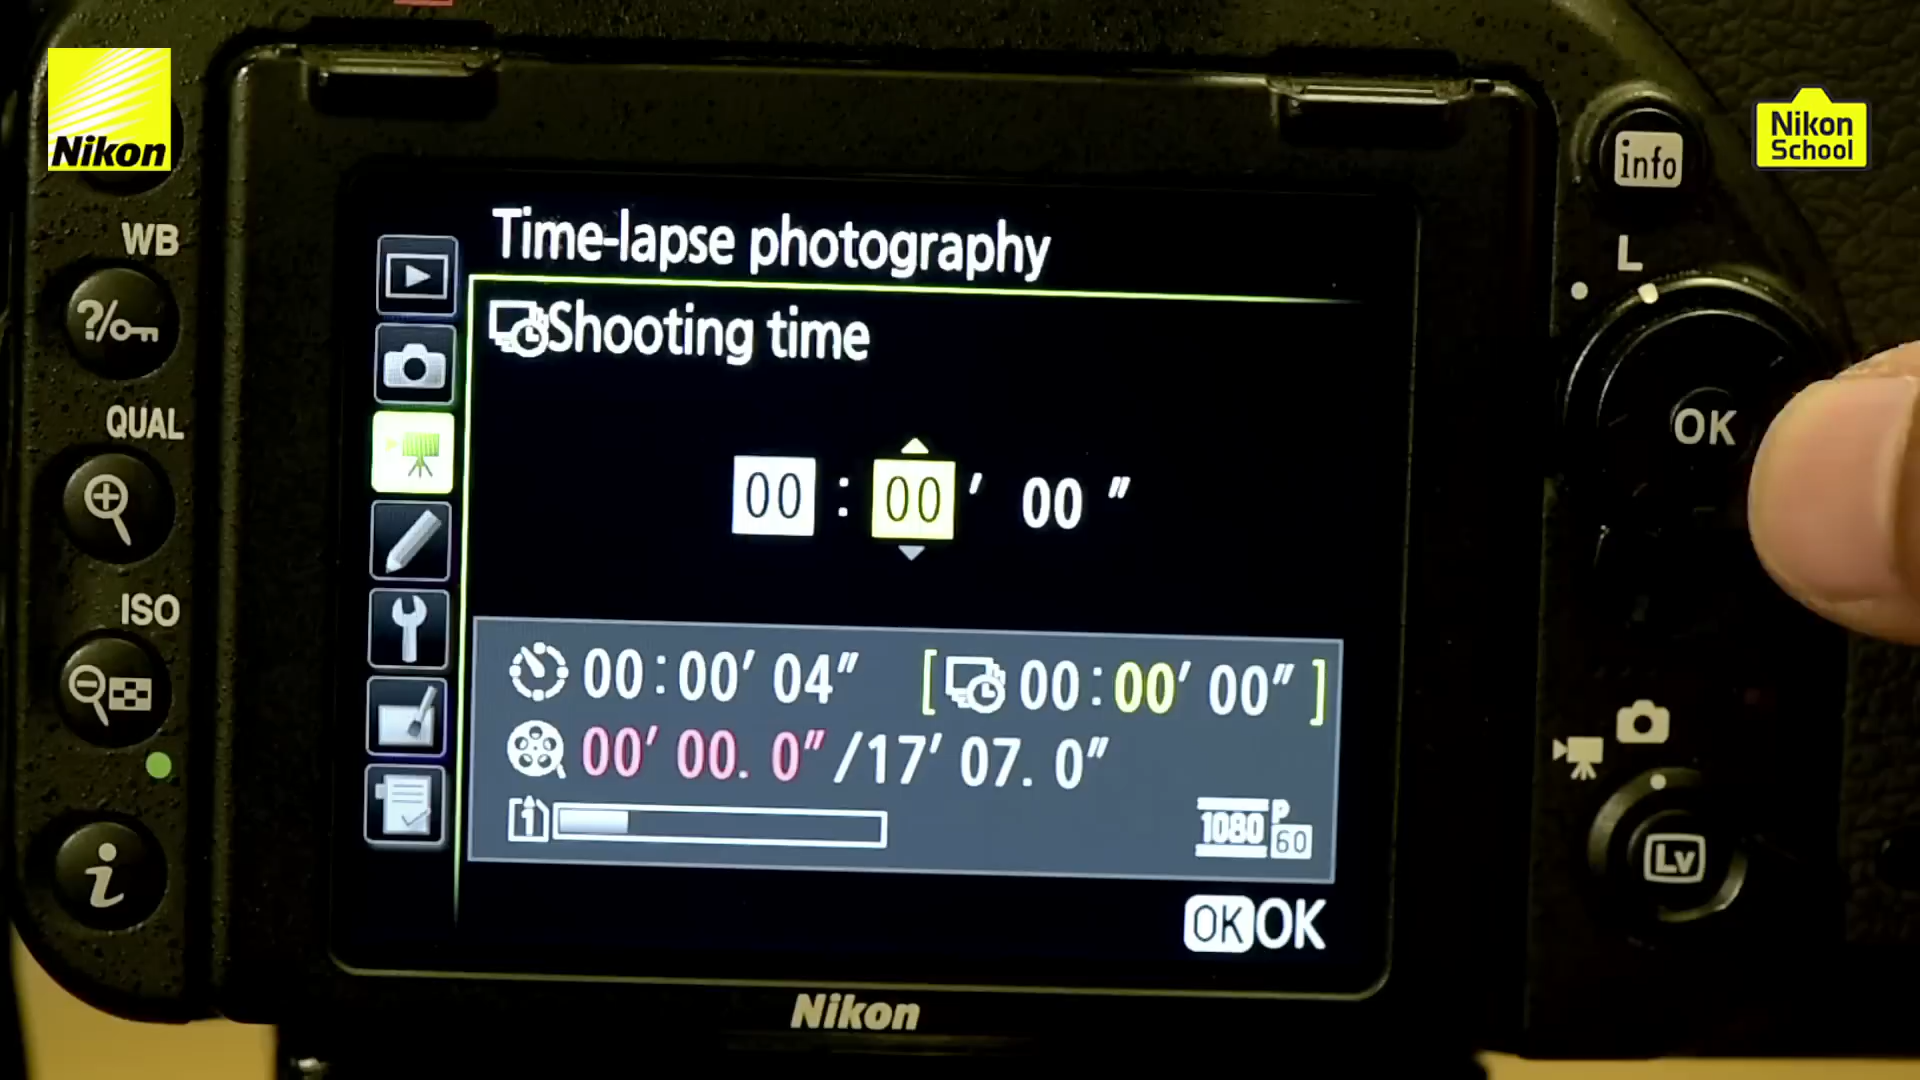 Nikon
Nikon
School
info
WB
L
Time-lapse photography
Shooting time
OK
QUAL
00 : 00′ 00″
ISO
00:00′ 04″ [00:00′ 00″]
00′ 00. 0″/17′ 07. 0″
1
1080 P
60
Lv
i
OK OK
Nikon